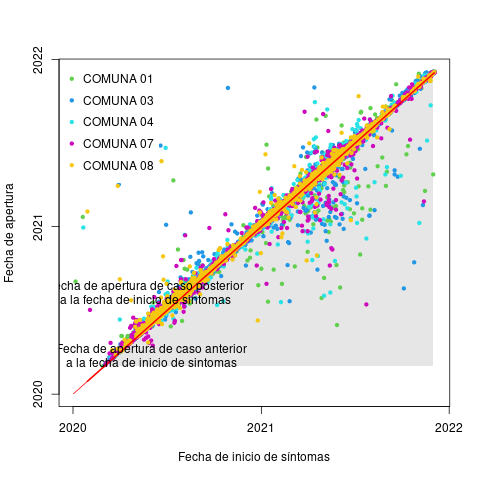 2022
2021
2020
Fecha de apertura
COMUNA 01
COMUNA 03
COMUNA 04
COMUNA 07
COMUNA 08
echa de apertura de caso posterior
a la fecha de inicio de síntomas
Fecha de apertura de caso anterior
a la fecha de inicio de sintomas
2020
2021
2022
Fecha de inicio de síntomas